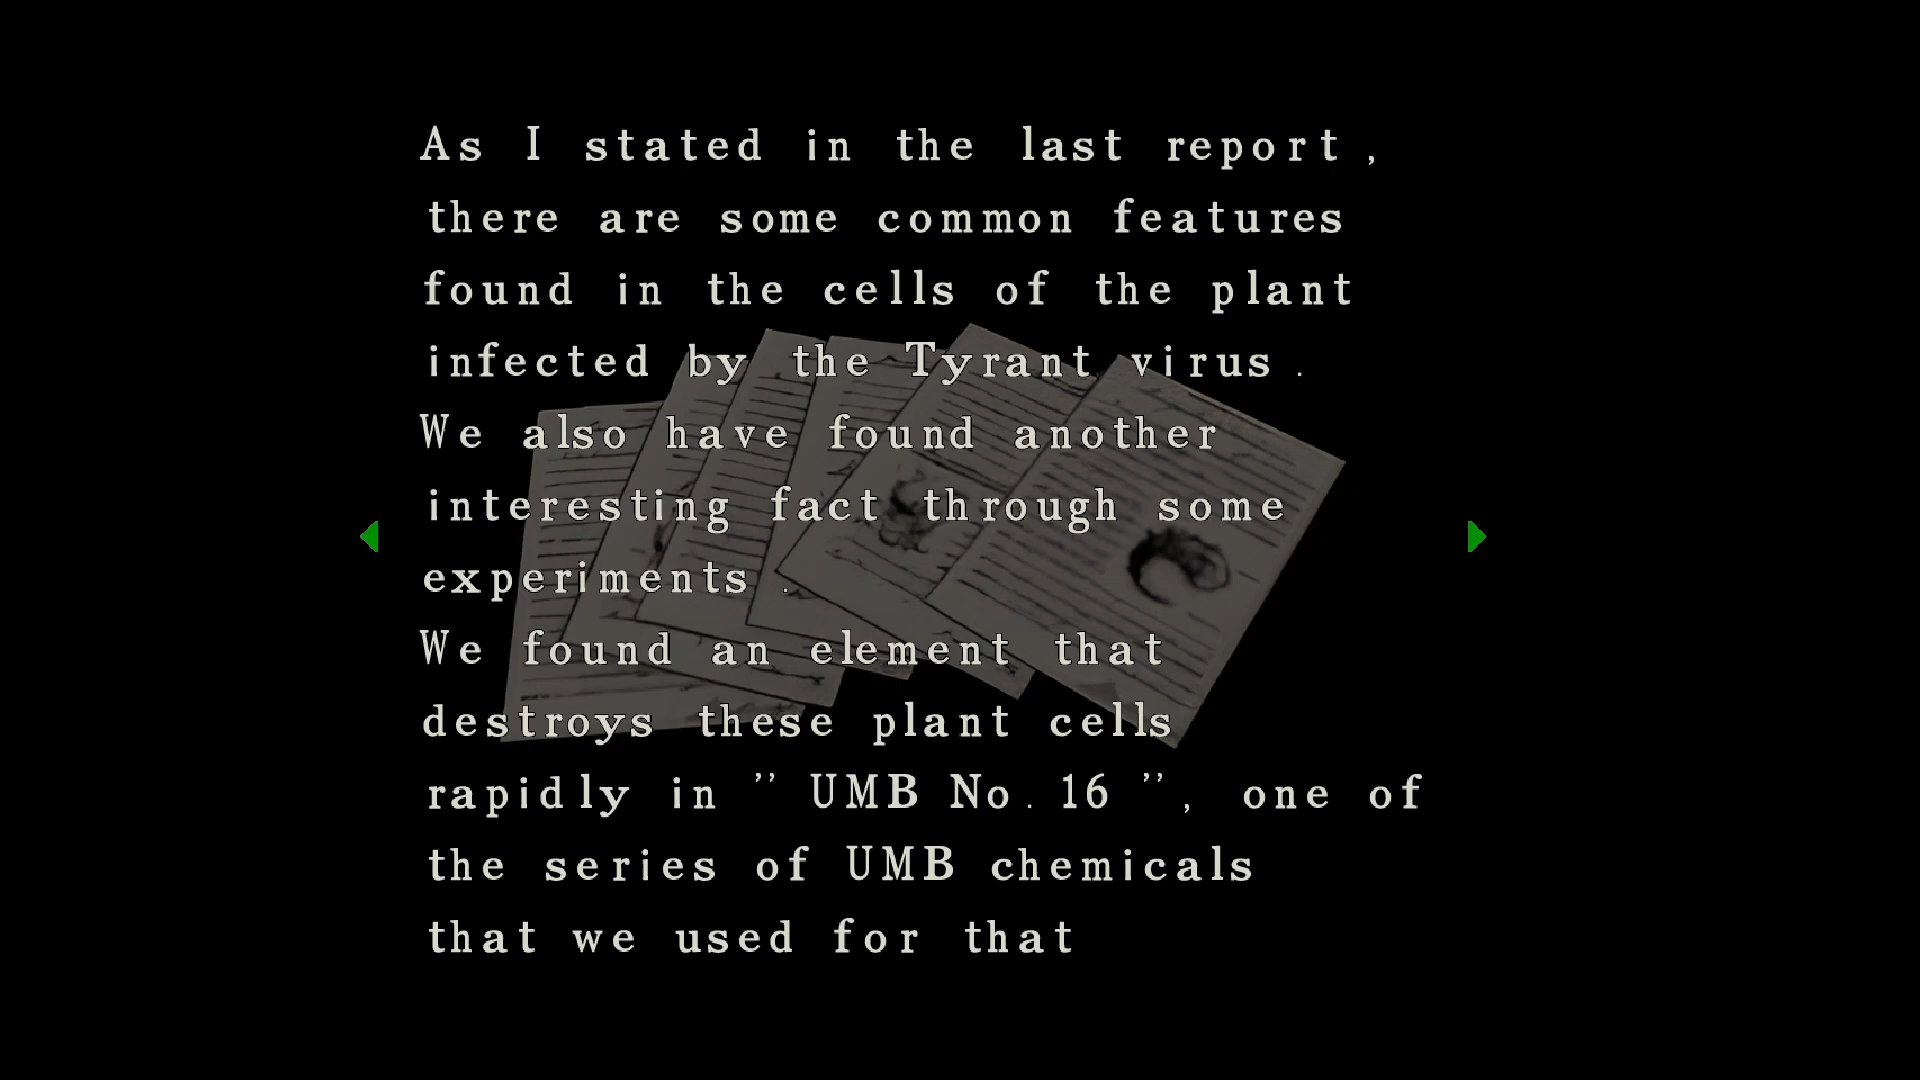 As I stated in the last report,
there are some common features
found in the cells of the plant
infected by the Tyrant virus.
We also have found another
interesting fact through some
experiments.
We found an element that
destroys these plant cells
rapidly in "UMB No.16", one of
the series of UMB chemicals
that we used for that